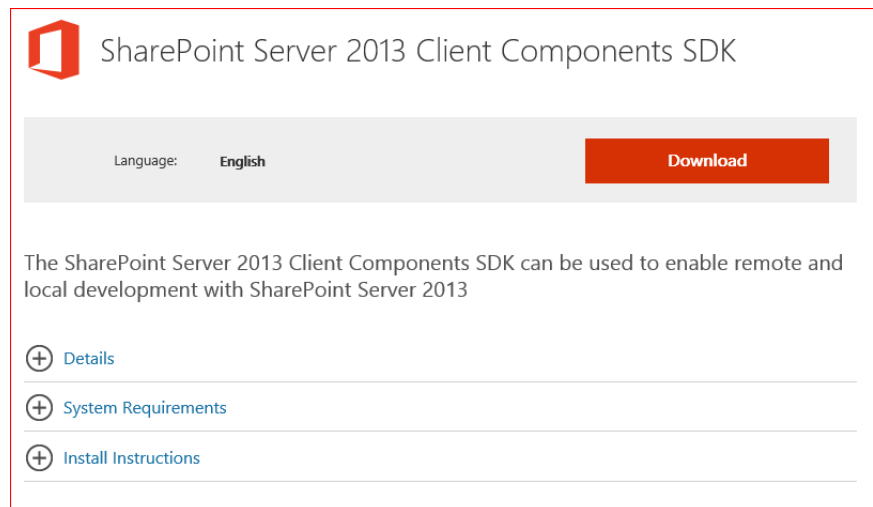 SharePoint Server 2013 Client Components SDK
Language: English Download
The SharePoint Server 2013 Client Components SDK can be used to enable remote and
local development with SharePoint Server 2013
Details
System Requirements
Install Instructions